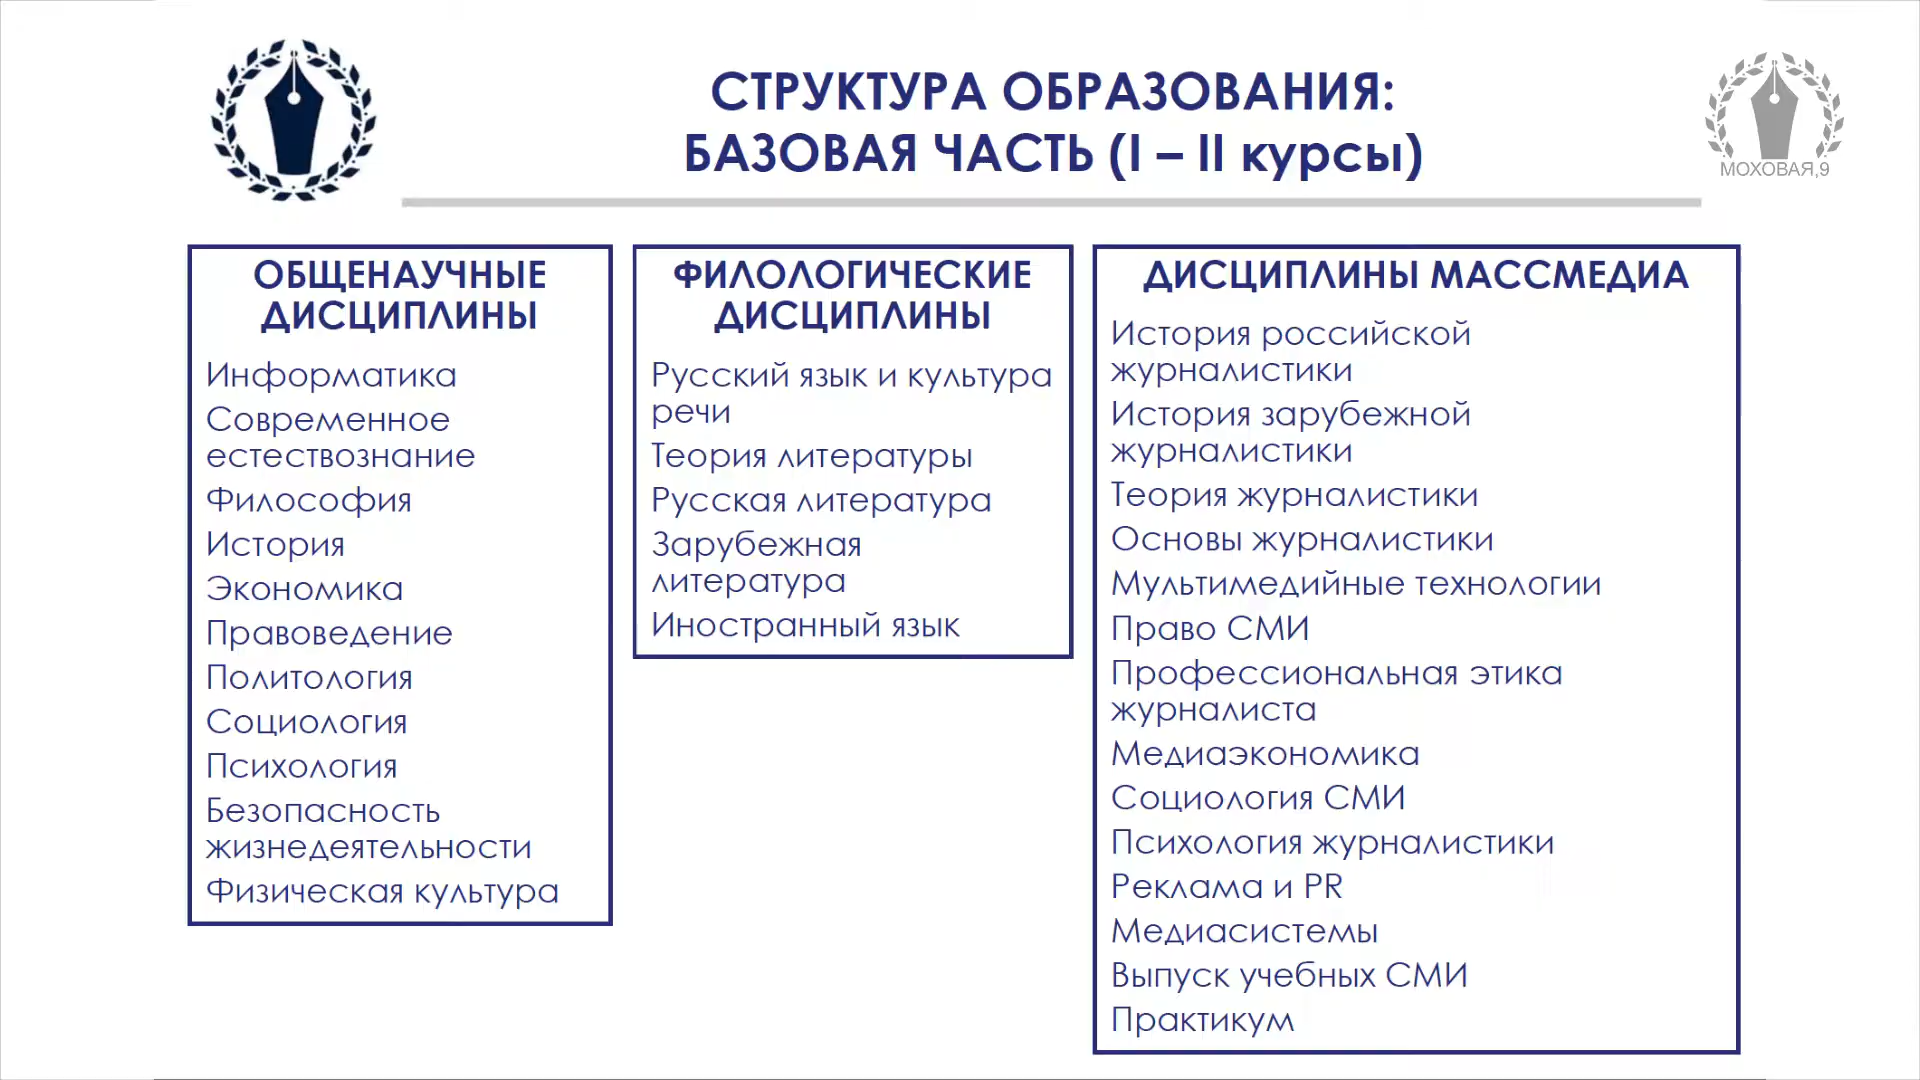 СТРУКТУРА ОБРАЗОВАНИЯ:
БАЗОВАЯ ЧАСТЬ (I – II курсы)
МОХОВАЯ,9
ОБЩЕНАУЧНЫЕ
ДИСЦИПЛИНЫ
Информатика
Современное
естествознание
Философия
История
Экономика
Правоведение
Политология
Социология
Психология
Безопасность
жизнедеятельности
Физическая культура
ФИЛОЛОГИЧЕСКИЕ
ДИСЦИПЛИНЫ
Русский язык и культура
речи
Теория литературы
Русская литература
Зарубежная
литература
Иностранный язык
ДИСЦИПЛИНЫ МАССМЕДИА
История российской
журналистики
История зарубежной
журналистики
Теория журналистики
Основы журналистики
Мультимедийные технологии
Право СМИ
Профессиональная этика
журналиста
Медиаэкономика
Социология СМИ
Психология журналистики
Реклама и PR
Медиасистемы
Выпуск учебных СМИ
Практикум